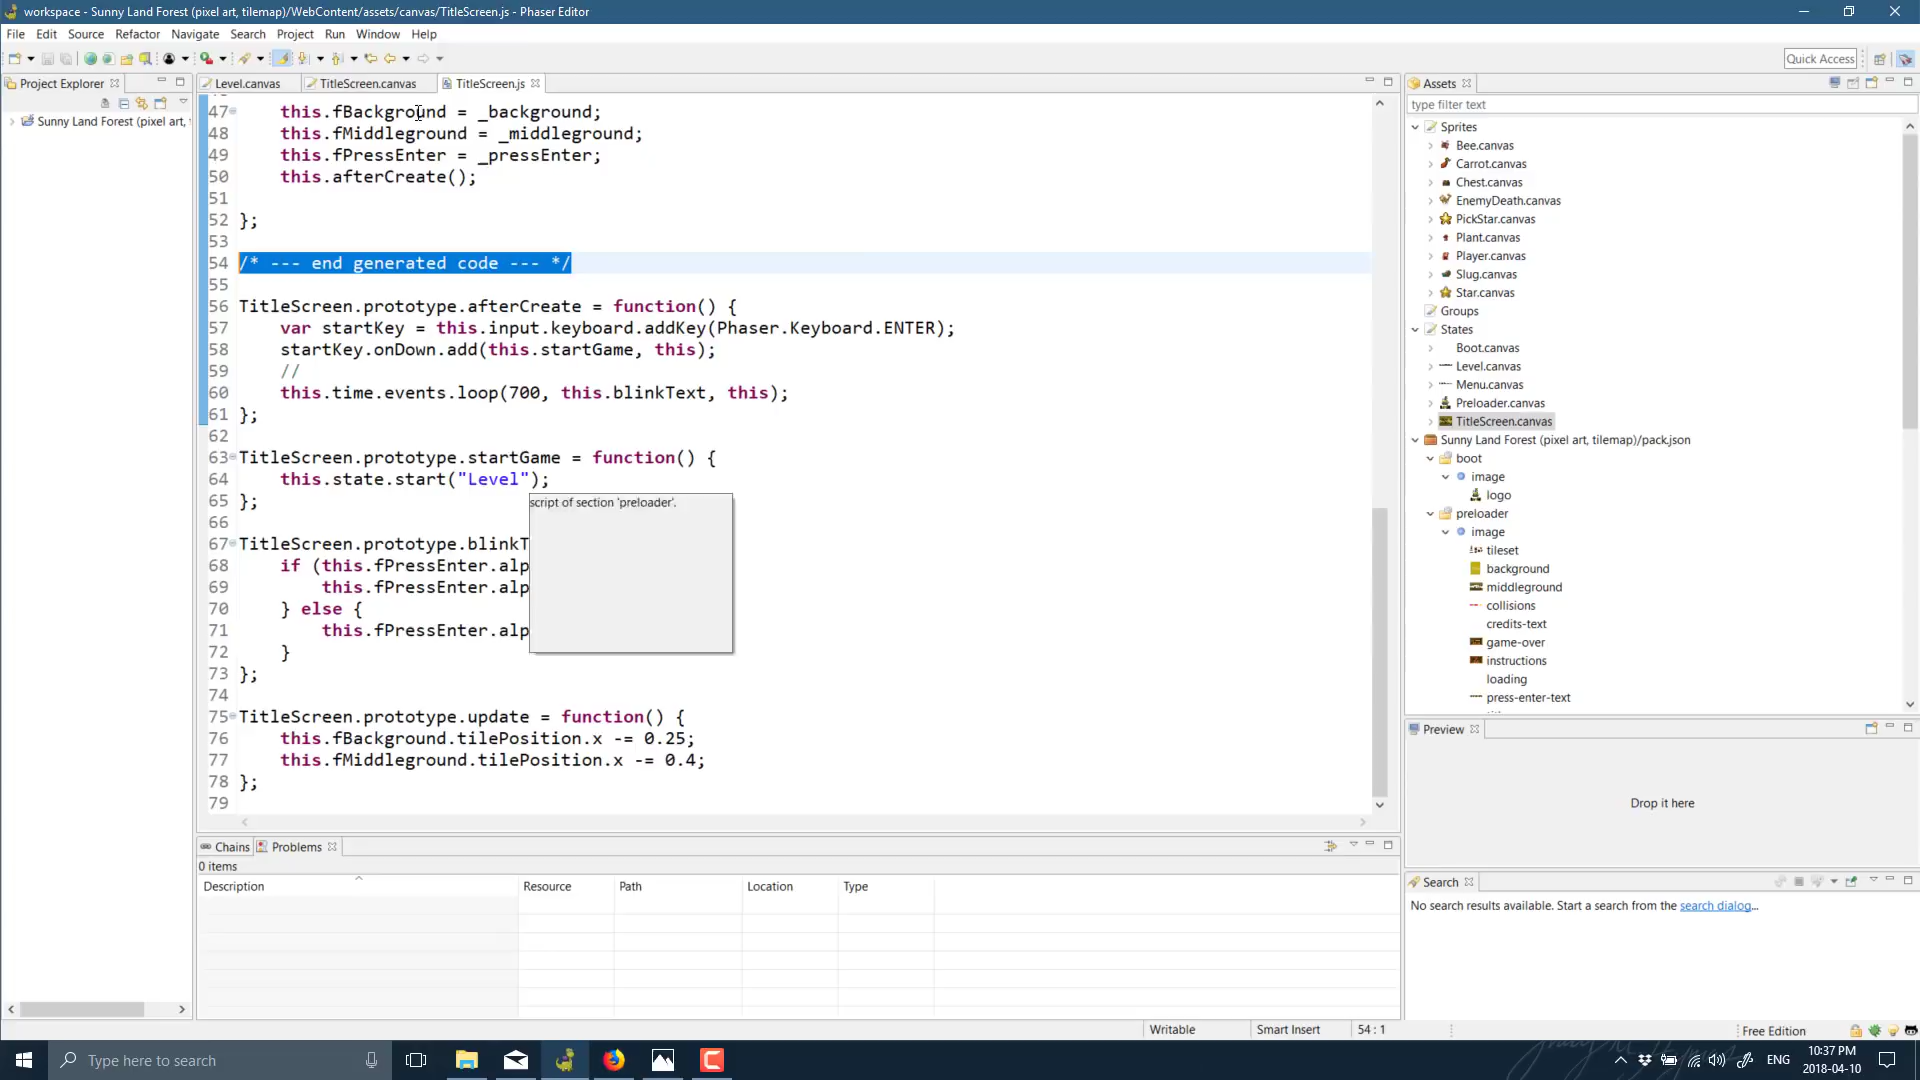 workspace - Sunny Land Forest (pixel art, tilemap)/WebContent/assets/canvas/TitleScreen.js - Phaser Editor
File Edit Source Refactor Navigate Search Project Run Window Help
Quick Access
Project Explorer
Sunny Land Forest (pixel art,
Level.canvas TitleScreen.canvas TitleScreen.js
47 this.fBackground = _background;
48 this.fMiddleground = _middleground;
49 this.fPressEnter = _pressEnter;
50 this.afterCreate();
51
52 };
53
54 /* --- end generated code --- */
55
56 TitleScreen.prototype.afterCreate = function() {
57 var startKey = this.input.keyboard.addKey(Phaser.Keyboard.ENTER);
58 startKey.onDown.add(this.startGame, this);
59 //
60 this.time.events.loop(700, this.blinkText, this);
61 };
62
63 TitleScreen.prototype.startGame = function() {
64 this.state.start("Level");
65 };
script of section 'preloader'.
66
67 TitleScreen.prototype.blinkT
68 if (this.fPressEnter.alp
69 this.fPressEnter.alp
70 } else {
71 this.fPressEnter.alp
72 }
73 };
74
75 TitleScreen.prototype.update = function() {
76 this.fBackground.tilePosition.x -= 0.25;
77 this.fMiddleground.tilePosition.x -= 0.4;
78 };
79
Chains Problems
0 items
Description Resource Path Location Type
Assets
type filter text
Sprites
Bee.canvas
Carrot.canvas
Chest.canvas
EnemyDeath.canvas
PickStar.canvas
Plant.canvas
Player.canvas
Slug.canvas
Star.canvas
Groups
States
Boot.canvas
Level.canvas
Menu.canvas
Preloader.canvas
TitleScreen.canvas
Sunny Land Forest (pixel art, tilemap)/pack.json
boot
image
logo
preloader
image
tileset
background
middleground
collisions
credits-text
game-over
instructions
loading
press-enter-text
Preview
Drop it here
Search
No search results available. Start a search from the search dialog...
Writable Smart Insert 54 : 1 Free Edition
Type here to search
ENG
10:37 PM
2018-04-10